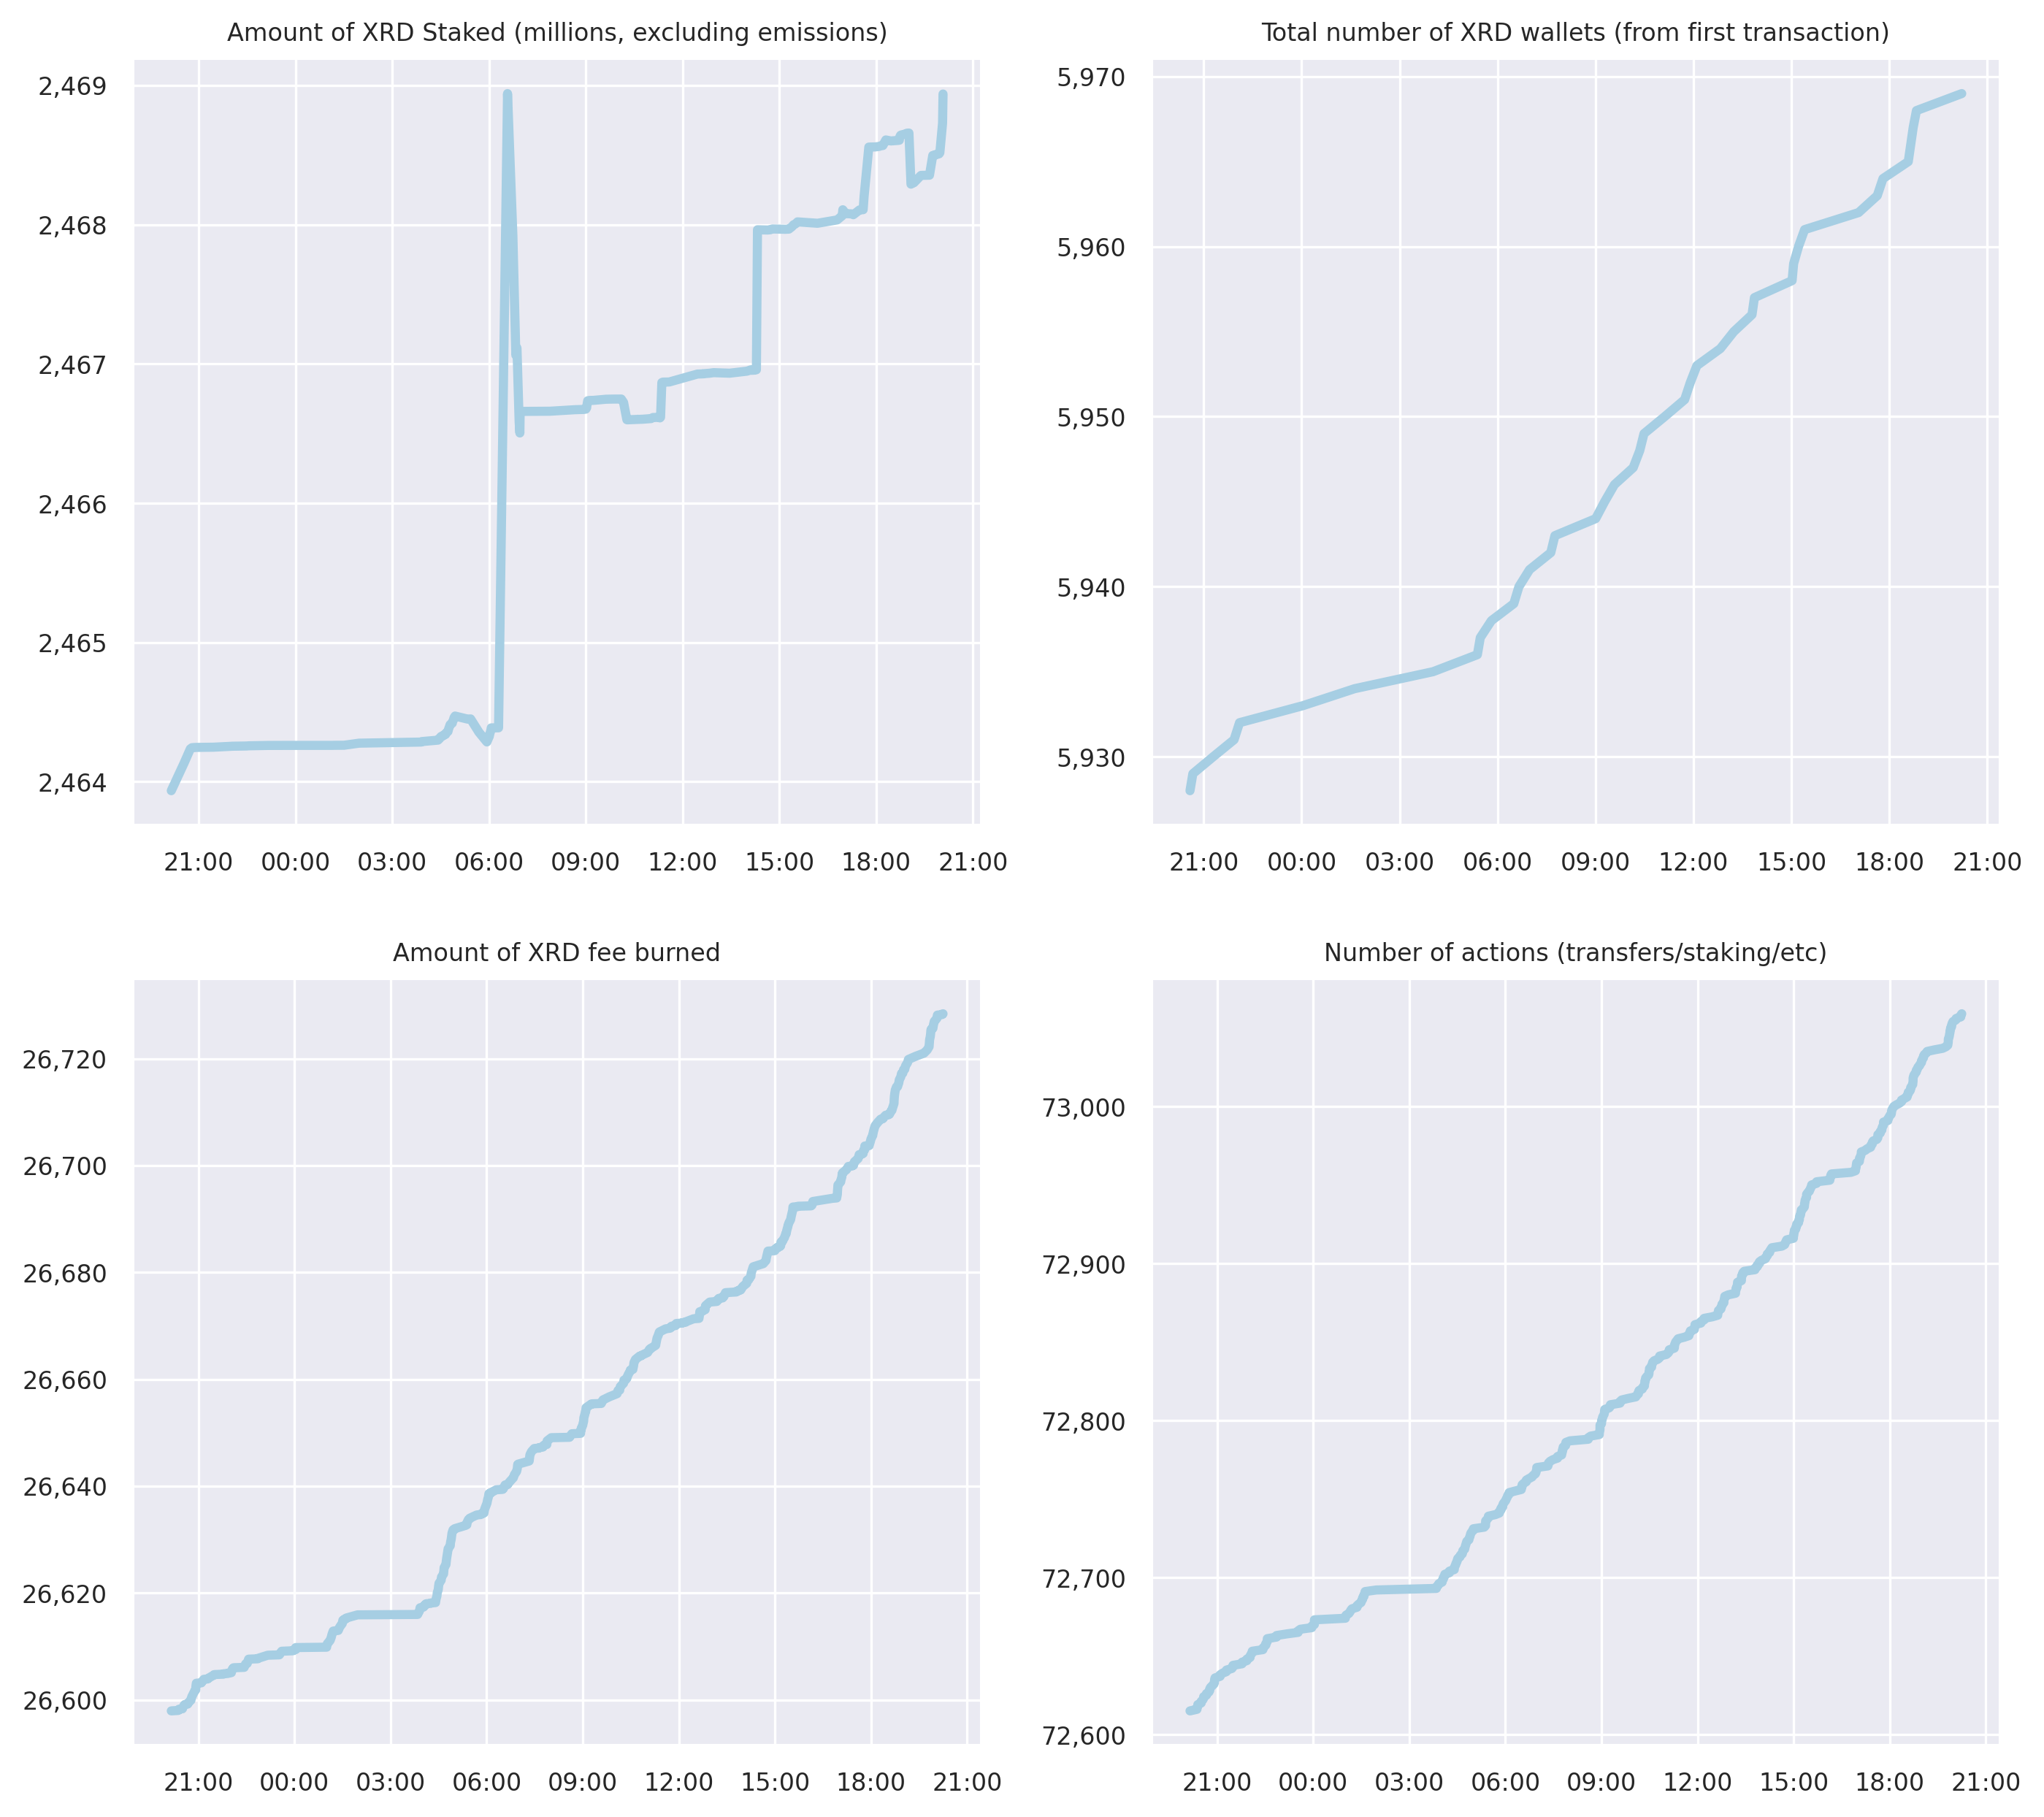 Amount of XRD Staked (millions, excluding emissions)
2,469
2,468
2,467
2,466
2,465
2,464
21:00 00:00 03:00 06:00 09:00 12:00 15:00 18:00 21:00
Total number of XRD wallets (from first transaction)
5,970
5,960
5,950
5,940
5,930
21:00 00:00 03:00 06:00 09:00 12:00 15:00 18:00 21:00
Amount of XRD fee burned
26,720
26,700
26,680
26,660
26,640
26,620
26,600
21:00 00:00 03:00 06:00 09:00 12:00 15:00 18:00 21:00
Number of actions (transfers/staking/etc)
73,000
72,900
72,800
72,700
72,600
21:00 00:00 03:00 06:00 09:00 12:00 15:00 18:00 21:00